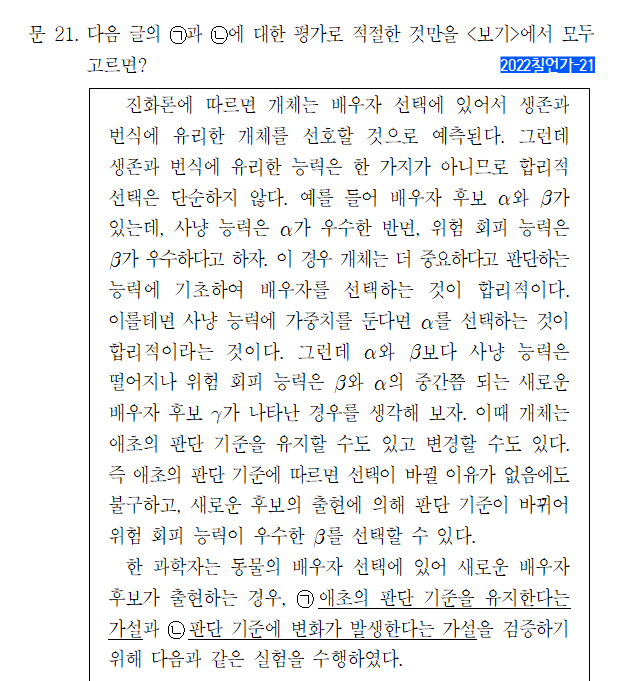 문 21. 다음 글의 ㉠과 ㉡에 대한 평가로 적절한 것만을 <보기>에서 모두
고르면?
2022칠언가-21
진화론에 따르면 개체는 배우자 선택에 있어서 생존과
번식에 유리한 개체를 선호할 것으로 예측된다. 그런데
생존과 번식에 유리한 능력은 한 가지가 아니므로 합리적
선택은 단순하지 않다. 예를 들어 배우자 후보 α와 β가
있는데, 사냥 능력은 α가 우수한 반면, 위험 회피 능력은
β가 우수하다고 하자. 이 경우 개체는 더 중요하다고 판단하는
능력에 기초하여 배우자를 선택하는 것이 합리적이다.
이를테면 사냥 능력에 가중치를 둔다면 α를 선택하는 것이
합리적이라는 것이다. 그런데 α와 β보다 사냥 능력은
떨어지나 위험 회피 능력은 β와 α의 중간쯤 되는 새로운
배우자 후보 γ가 나타난 경우를 생각해 보자. 이때 개체는
애초의 판단 기준을 유지할 수도 있고 변경할 수도 있다.
즉 애초의 판단 기준에 따르면 선택이 바뀔 이유가 없음에도
불구하고, 새로운 후보의 출현에 의해 판단 기준이 바뀌어
위험 회피 능력이 우수한 β를 선택할 수 있다.
한 과학자는 동물의 배우자 선택에 있어 새로운 배우자
후보가 출현하는 경우, ㉠애초의 판단 기준을 유지한다는
가설과 ㉡판단 기준에 변화가 발생한다는 가설을 검증하기
위해 다음과 같은 실험을 수행하였다.